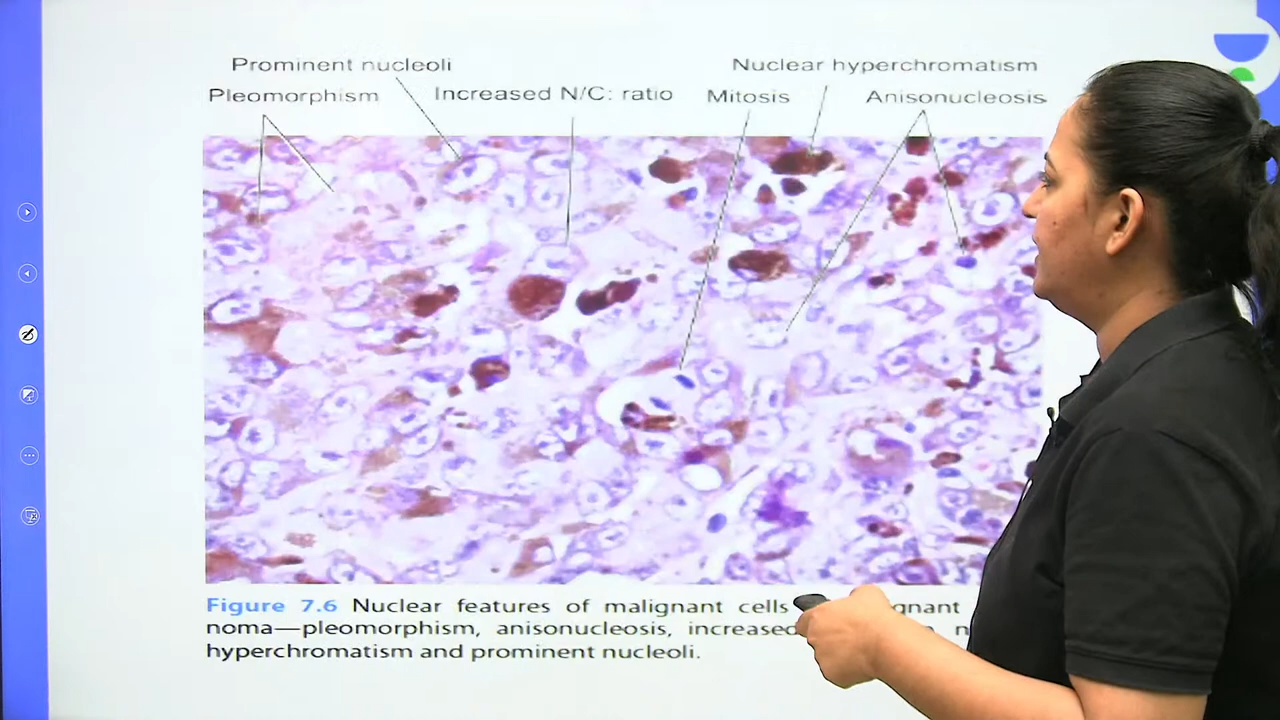 Prominent nucleoli
Nuclear hyperchromatism
Pleomorphism
Increased N/C: ratio
Mitosis
Anisonucleosis
Figure 7.6 Nuclear features of malignant cells
noma—pleomorphism, anisonucleosis, increased
hyperchromatism and prominent nucleoli.